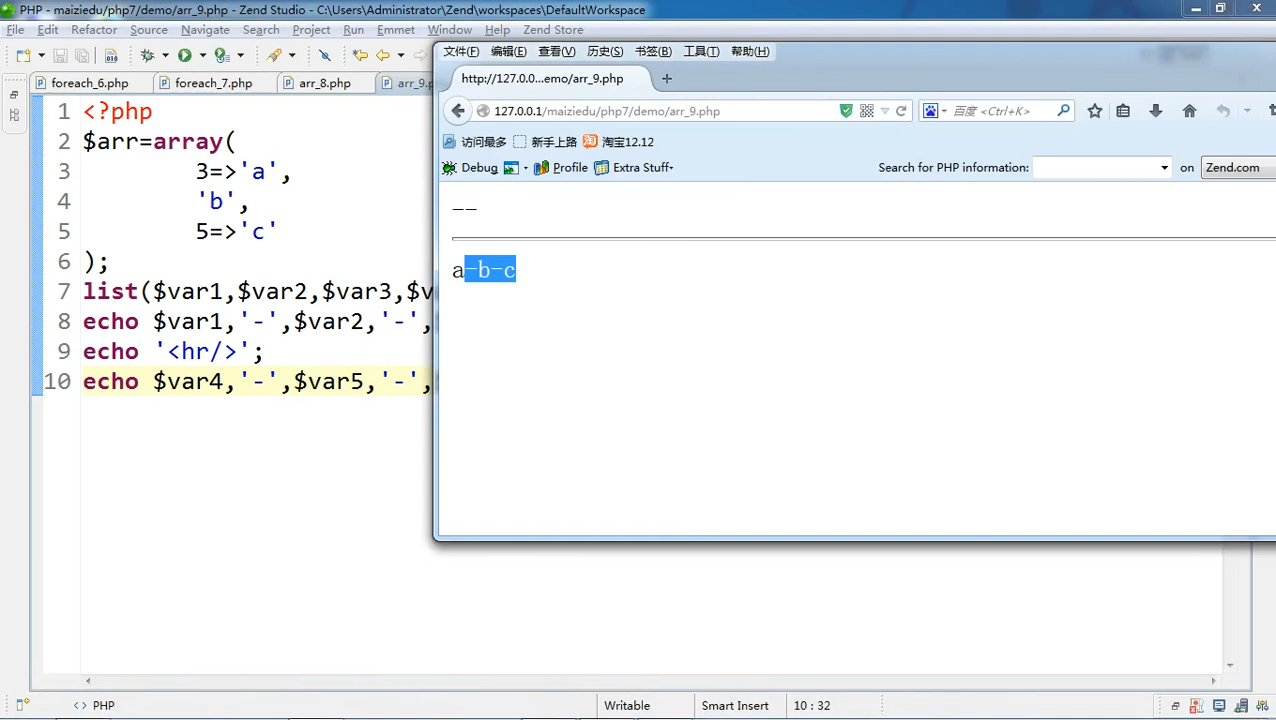 PHP - maiziedu/php7/demo/arr_9.php - Zend Studio - C:\Users\Administrator\Zend\workspaces\DefaultWorkspace
File Edit Refactor Source Navigate Search Project Run Emmet Window Help Zend Store
foreach_6.php foreach_7.php arr_8.php arr_9.p
1 <?php
2 $arr=array(
3 3=>'a',
4 'b',
5 5=>'c'
6 );
7 list($var1,$var2,$var3,$v
8 echo $var1,'-',$var2,'-',
9 echo '<hr/>';
10 echo $var4,'-',$var5,'-',
文件(F) 编辑(E) 查看(V) 历史(S) 书签(B) 工具(T) 帮助(H)
http://127.0.0...emo/arr_9.php +
127.0.0.1/maiziedu/php7/demo/arr_9.php 百度 <Ctrl+K>
访问最多 新手上路 淘宝12.12
Debug Profile Extra Stuff Search for PHP information: on Zend.com
--
a-b-c
<> PHP Writable Smart Insert 10 : 32